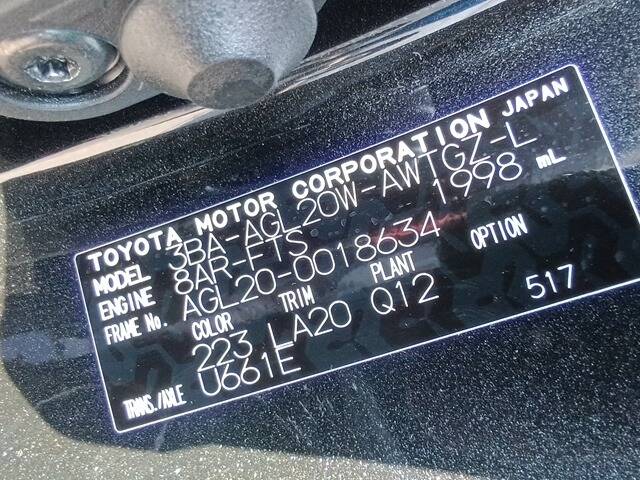 TOYOTA MOTOR CORPORATION JAPAN
MODEL 3BA-AGL20W-AWTGZ-L
ENGINE 8AR-FTS 1998 mL
FRAME No. AGL20-0018634
COLOR TRIM PLANT OPTION
223 LA20 Q12 517
TRANS./AXLE U661E